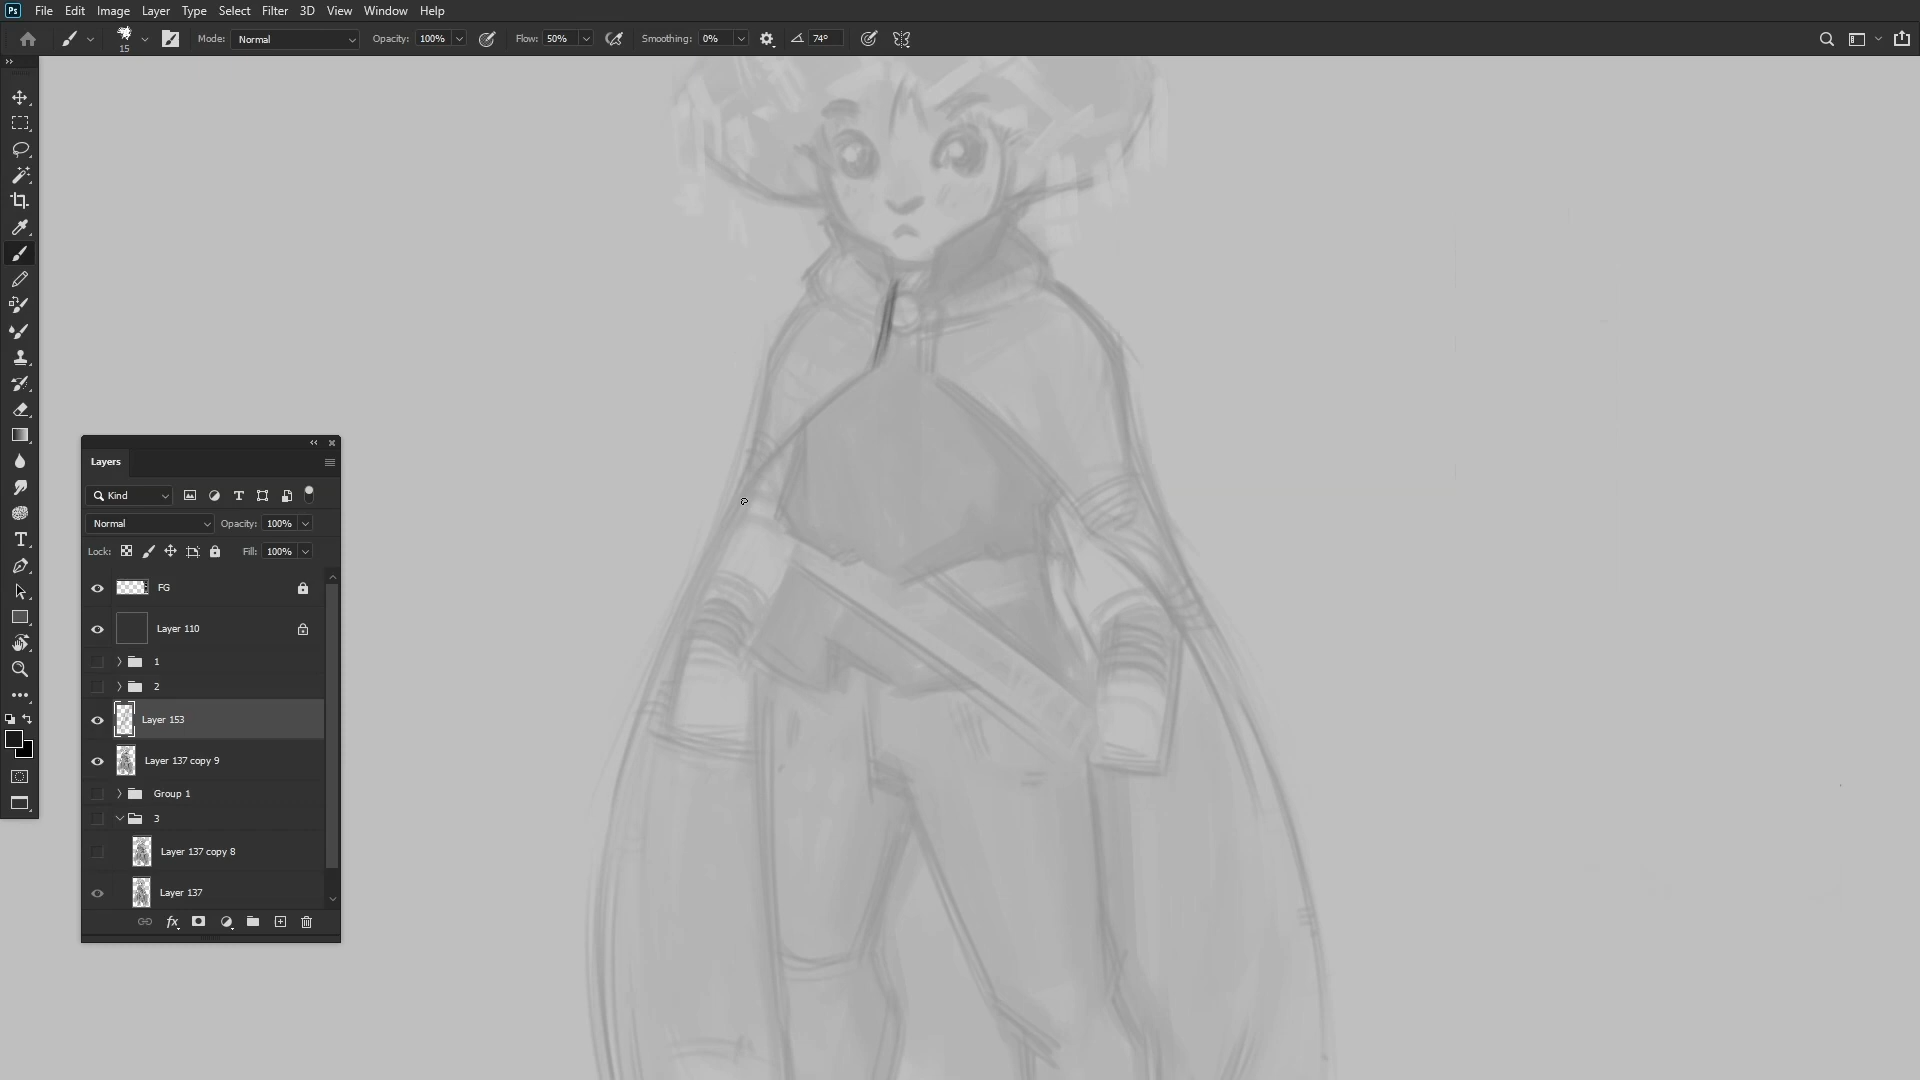 Ps File Edit Image Layer Type Select Filter 3D View Window Help
15 Mode: Normal Opacity: 100% Flow: 50% Smoothing: 0% 74°
Layers
Kind
Normal Opacity: 100%
Lock: Fill: 100%
FG
Layer 110
1
2
Layer 153
Layer 137 copy 9
Group 1
3
Layer 137 copy 8
Layer 137
fx